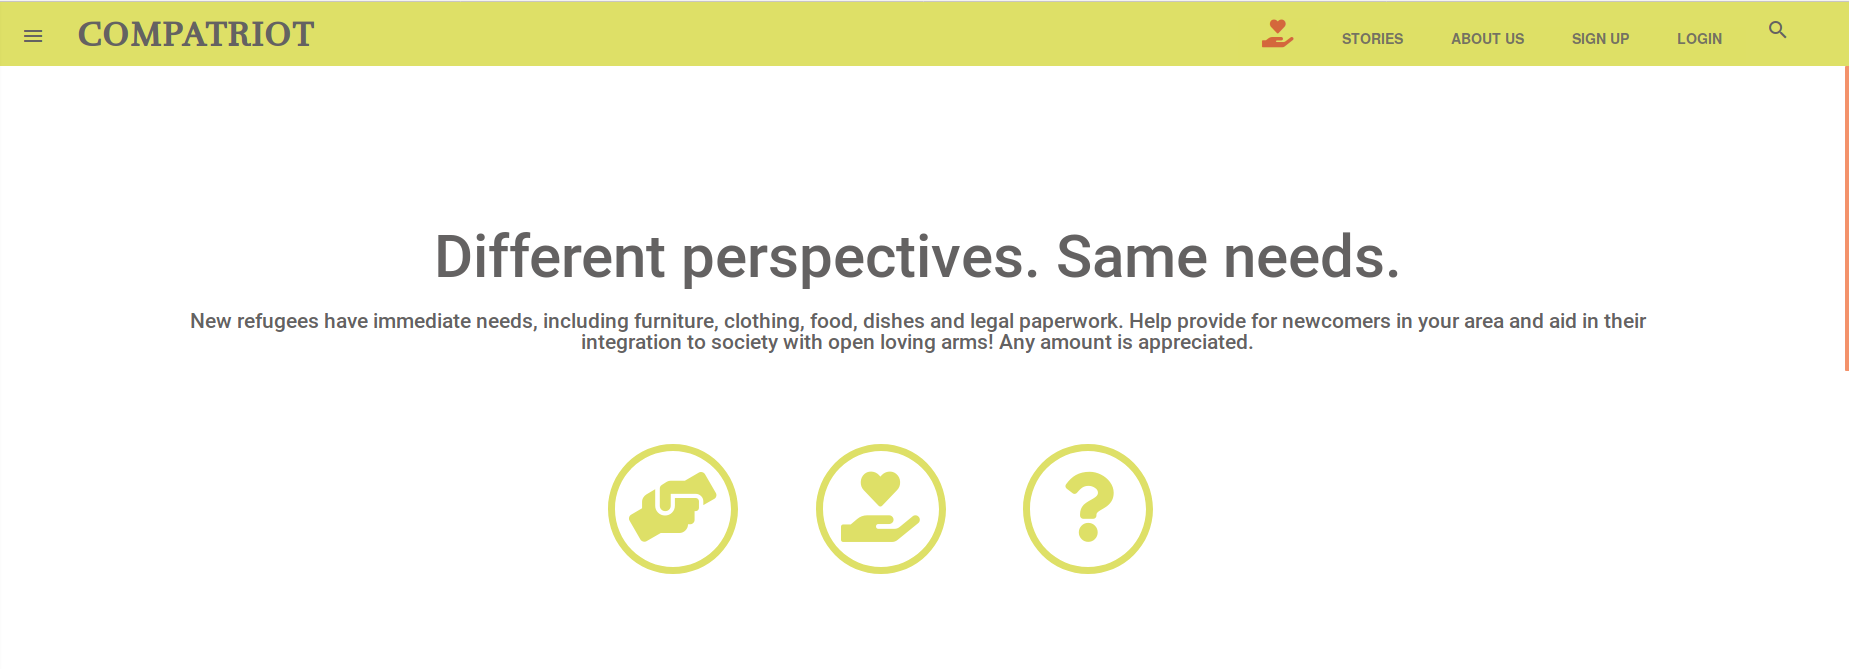 COMPATRIOT
STORIES ABOUT US SIGN UP LOGIN
Different perspectives. Same needs.
New refugees have immediate needs, including furniture, clothing, food, dishes and legal paperwork. Help provide for newcomers in your area and aid in their
integration to society with open loving arms! Any amount is appreciated.